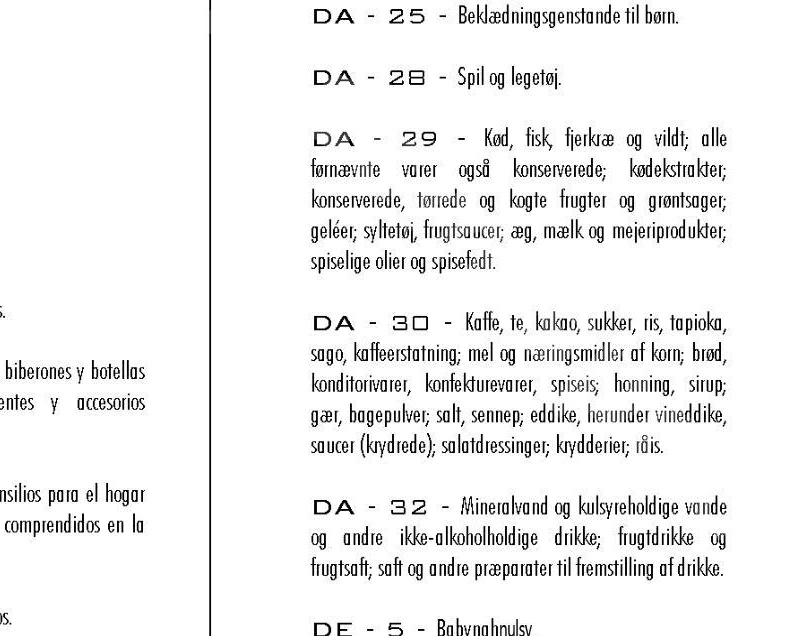 s.
biberones y botellas
entes y accesorios
nsilios para el hogar
comprendidos en la
os.
DA - 25 - Beklædningsgenstande til børn.
DA - 28 - Spil og legetøj.
DA - 29 - Kød, fisk, fjerkræ og vildt; alle
førnævnte varer også konserverede; kødekstrakter;
konserverede, tørrede og kogte frugter og grøntsager;
geléer; syltetøj, frugtsaucer; æg, mælk og mejeriprodukter;
spiselige olier og spisefedt.
DA - 30 - Kaffe, te, kakao, sukker, ris, tapioka,
sago, kaffeerstatning; mel og næringsmidler af korn; brød,
konditorivarer, konfekturevarer, spiseis; honning, sirup;
gær, bagepulver; salt, sennep; eddike, herunder vineddike,
saucer (krydrede); salatdressinger; krydderier; råis.
DA - 32 - Mineralvand og kulsyreholdige vande
og andre ikke-alkoholholdige drikke; frugtdrikke og
frugtsaft; saft og andre præparater til fremstilling af drikke.
DE - 5 - Babynahnulsv